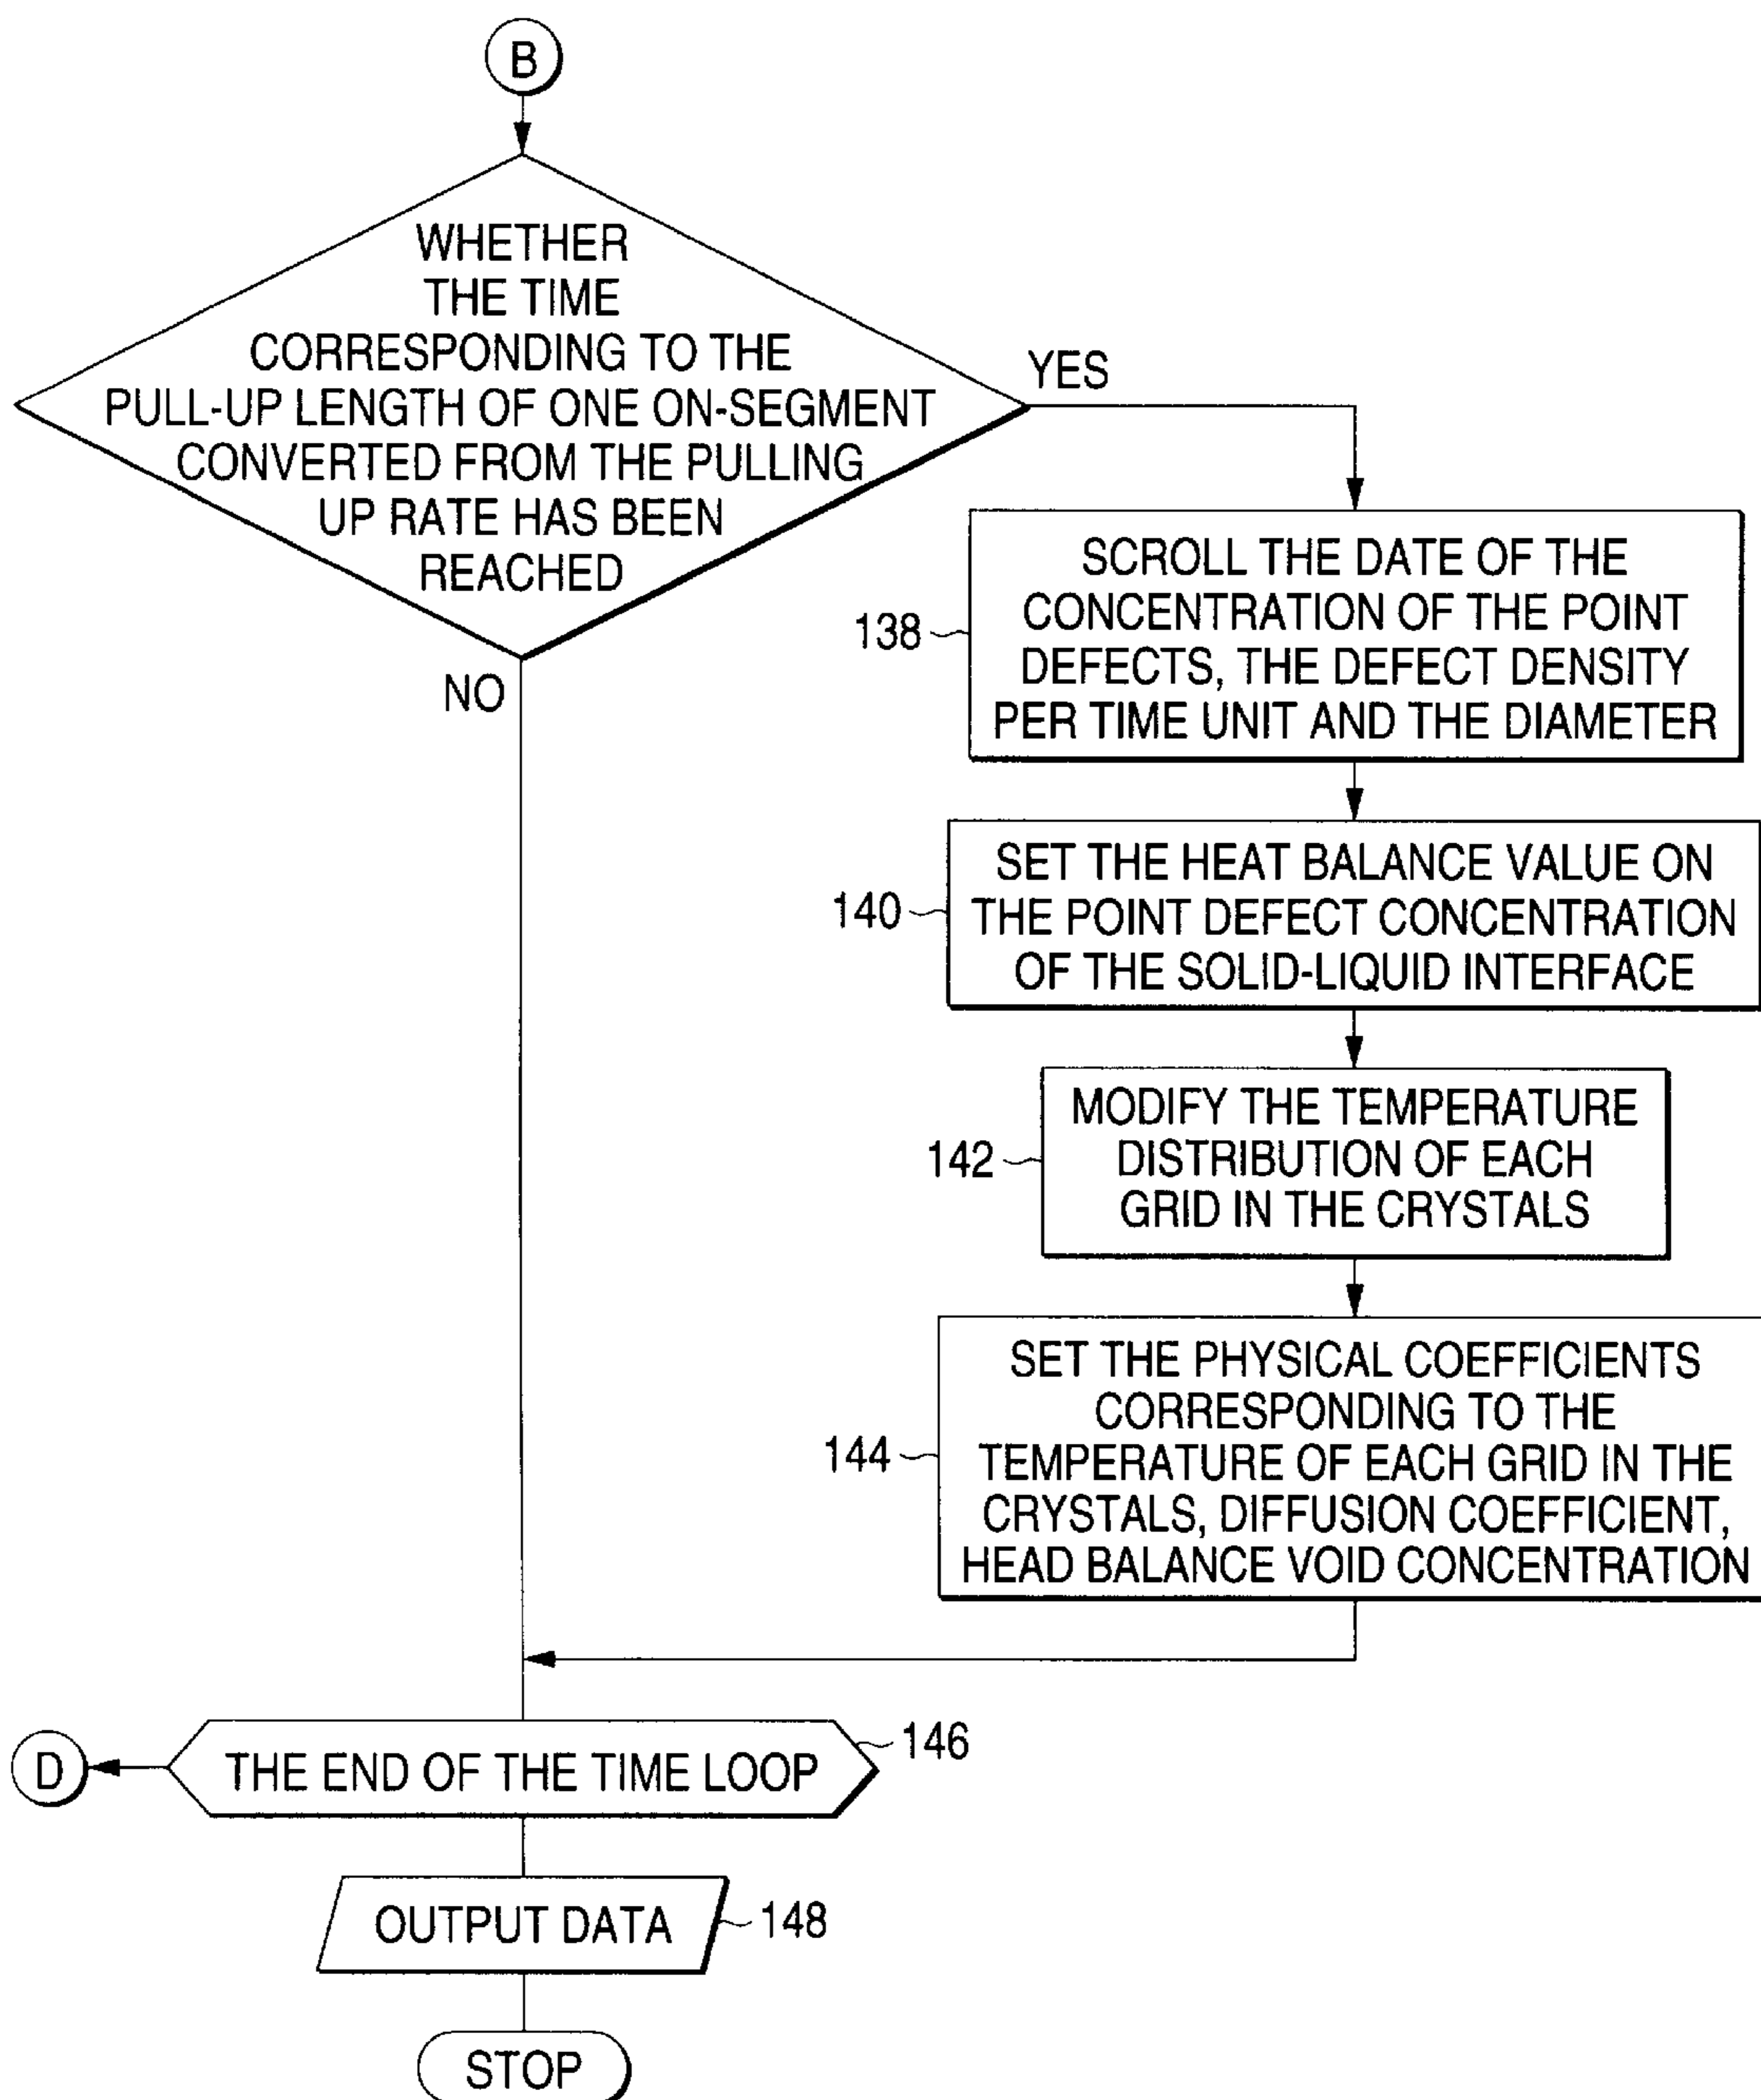 B
WHETHER
THE TIME
CORRESPONDING TO THE
PULL-UP LENGTH OF ONE ON-SEGMENT
CONVERTED FROM THE PULLING
UP RATE HAS BEEN
REACHED
YES
NO
138
SCROLL THE DATE OF THE
CONCENTRATION OF THE POINT
DEFECTS, THE DEFECT DENSITY
PER TIME UNIT AND THE DIAMETER
140
SET THE HEAT BALANCE VALUE ON
THE POINT DEFECT CONCENTRATION
OF THE SOLID-LIQUID INTERFACE
142
MODIFY THE TEMPERATURE
DISTRIBUTION OF EACH
GRID IN THE CRYSTALS
144
SET THE PHYSICAL COEFFICIENTS
CORRESPONDING TO THE
TEMPERATURE OF EACH GRID IN THE
CRYSTALS, DIFFUSION COEFFICIENT,
HEAD BALANCE VOID CONCENTRATION
D
THE END OF THE TIME LOOP
146
OUTPUT DATA
148
STOP